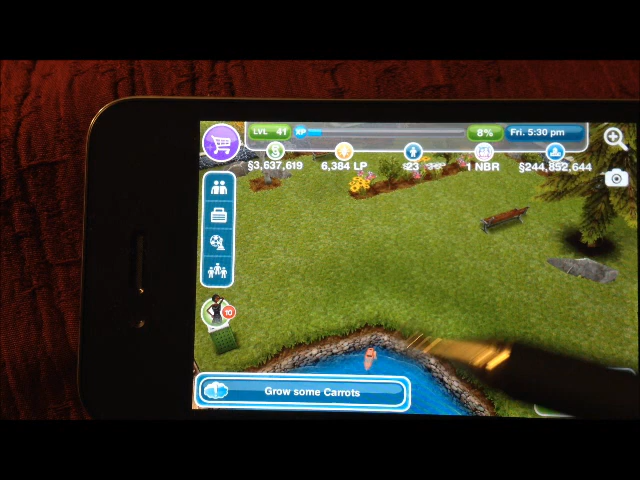 LVL 41 XP 8% Fri. 5:30 pm
§3,637,619 6,384 LP 1 NBR §244,852,644
10
Grow some Carrots